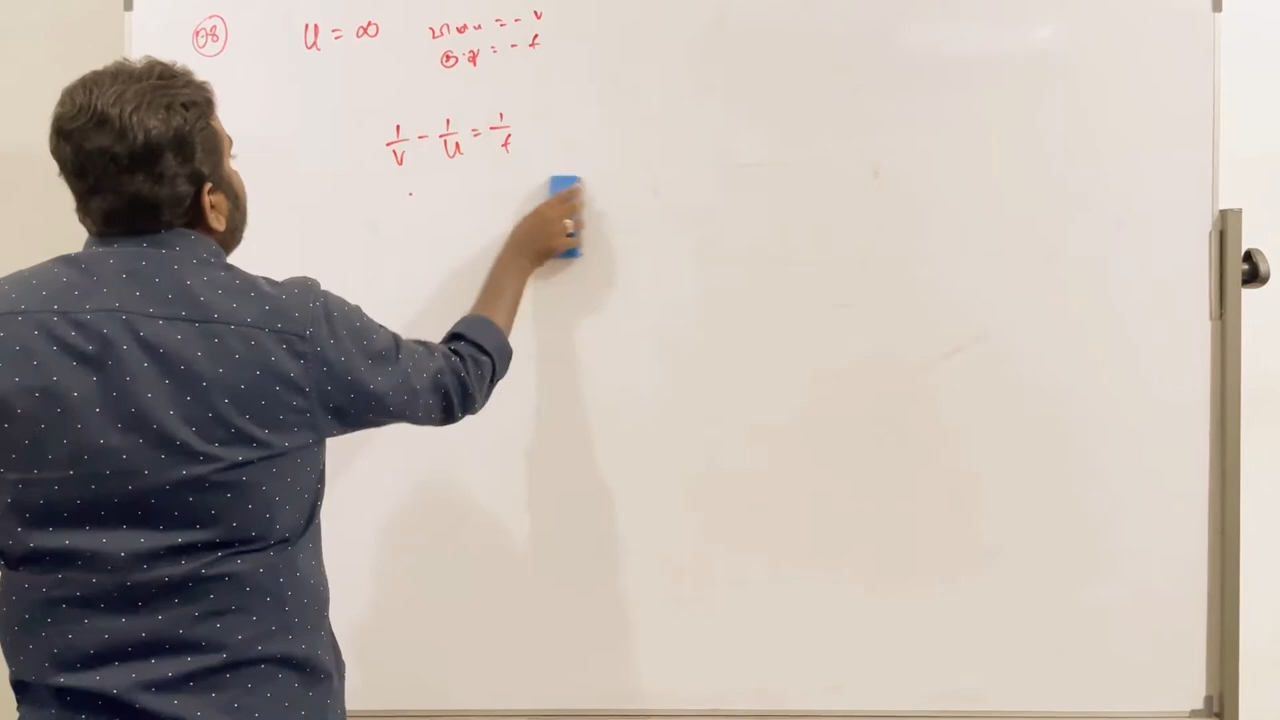 08 U = ∞ = - v
= - f
1/v - 1/u = 1/f